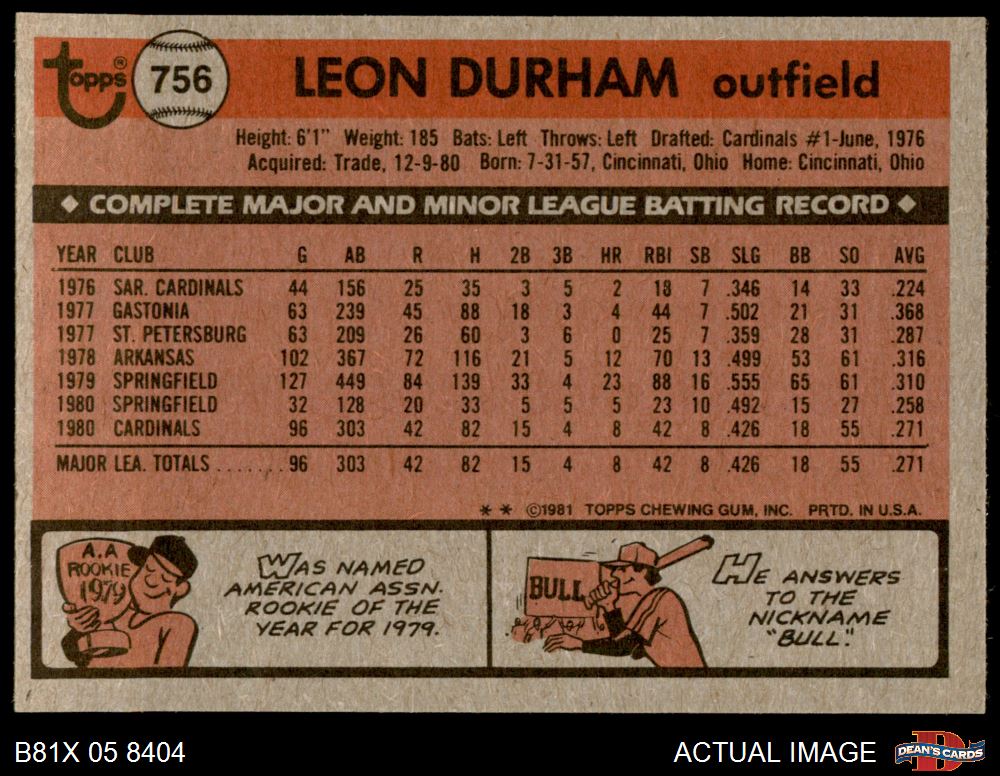 topps® 756 LEON DURHAM outfield
Height: 6'1" Weight: 185 Bats: Left Throws: Left Drafted: Cardinals #1-June, 1976
Acquired: Trade, 12-9-80 Born: 7-31-57, Cincinnati, Ohio Home: Cincinnati, Ohio
◆ COMPLETE MAJOR AND MINOR LEAGUE BATTING RECORD ◆
YEAR CLUB G AB R H 2B 3B HR RBI SB SLG BB SO AVG
1976 SAR. CARDINALS 44 156 25 35 3 5 2 18 7 .346 14 33 .224
1977 GASTONIA 63 239 45 88 18 3 4 44 7 .502 21 31 .368
1977 ST. PETERSBURG 63 209 26 60 3 6 0 25 7 .359 28 31 .287
1978 ARKANSAS 102 367 72 116 21 5 12 70 13 .499 53 61 .316
1979 SPRINGFIELD 127 449 84 139 33 4 23 88 16 .555 65 61 .310
1980 SPRINGFIELD 32 128 20 33 5 5 5 23 10 .492 15 27 .258
1980 CARDINALS 96 303 42 82 15 4 8 42 8 .426 18 55 .271
MAJOR LEA. TOTALS ....... 96 303 42 82 15 4 8 42 8 .426 18 55 .271
* * ©1981 TOPPS CHEWING GUM, INC. PRTD. IN U.S.A.
A.A
ROOKIE
1979
WAS NAMED
AMERICAN ASSN.
ROOKIE OF THE
YEAR FOR 1979.
BULL
HE ANSWERS
TO THE
NICKNAME
"BULL."
B81X 05 8404 ACTUAL IMAGE DEAN'S CARDS